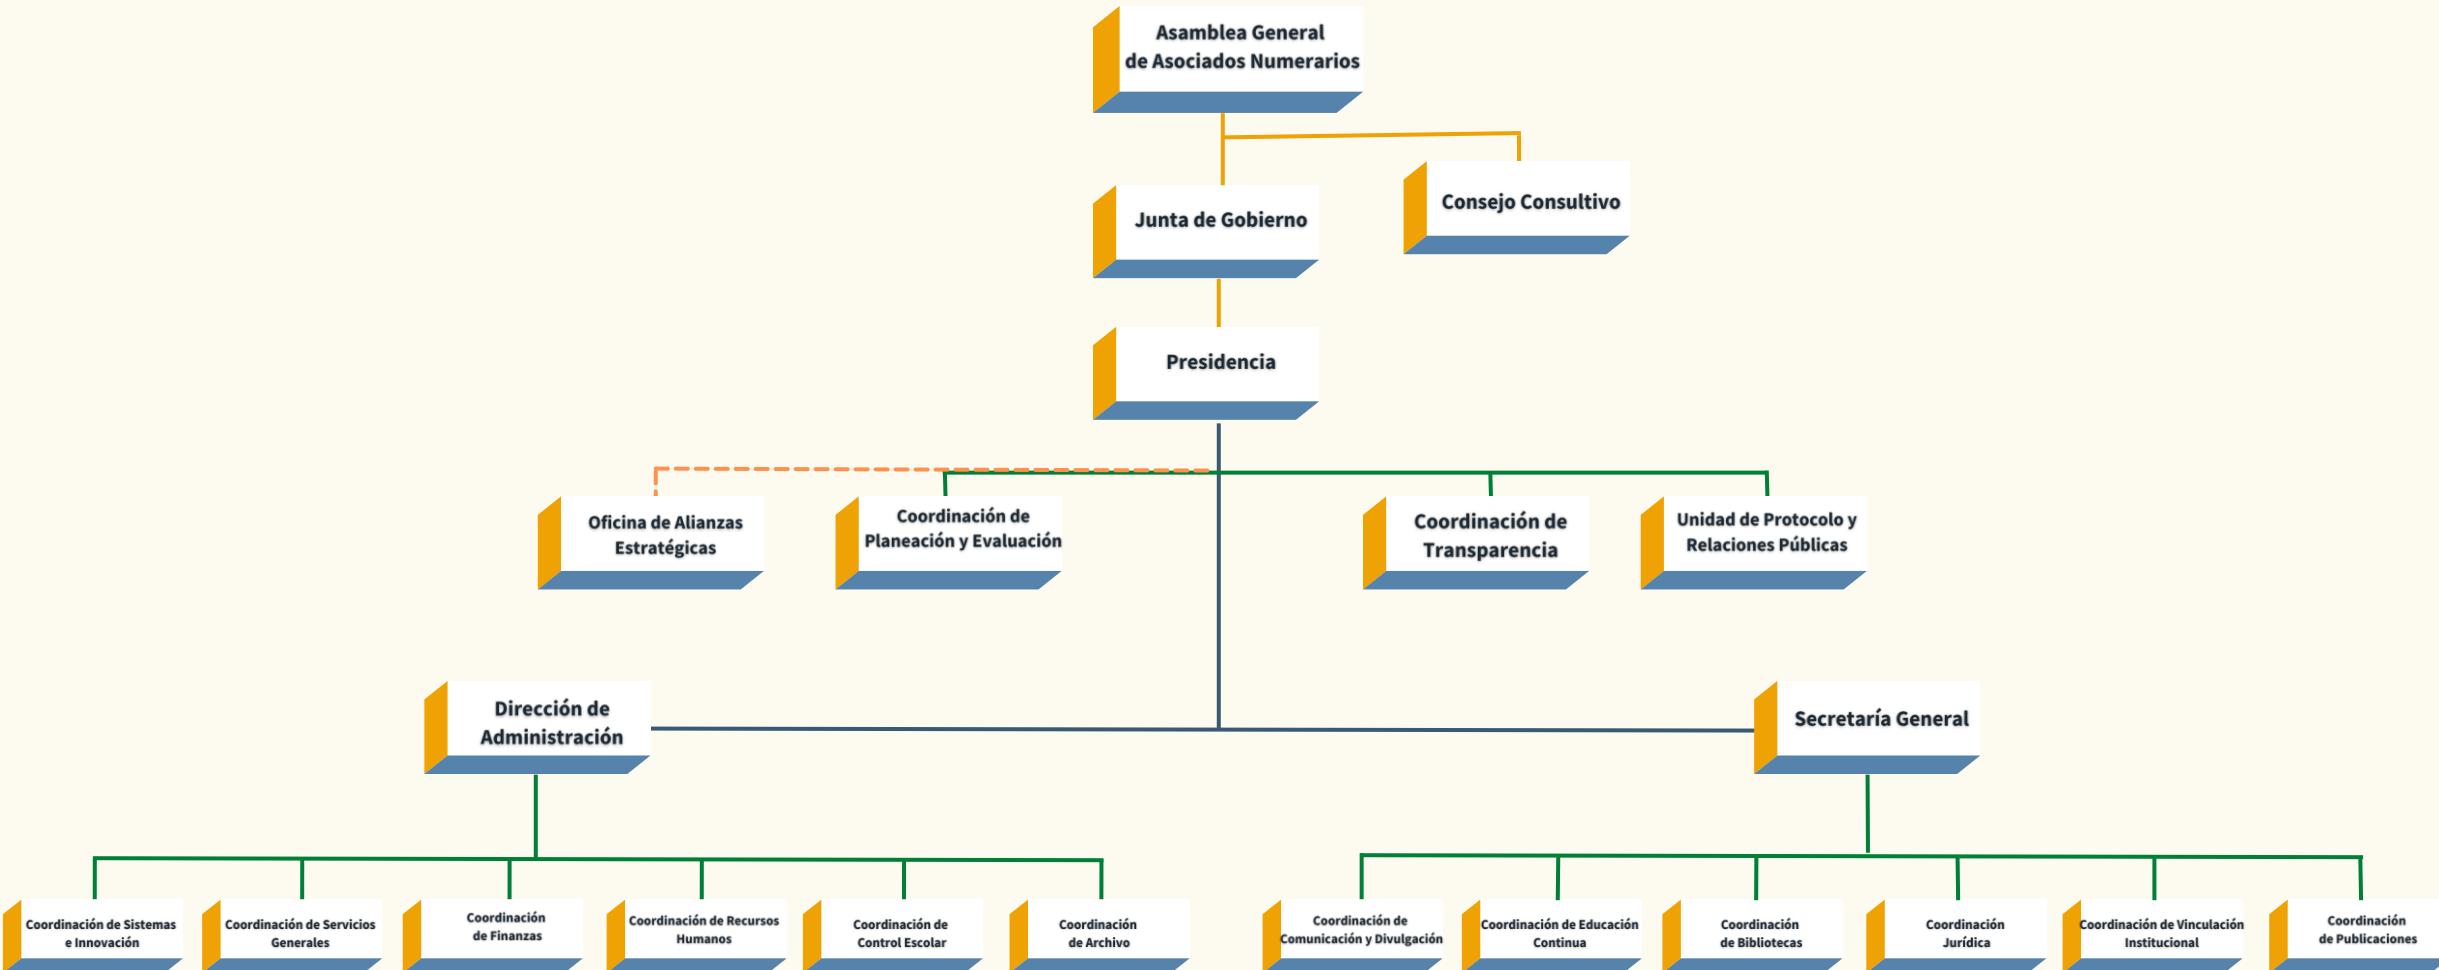 Asamblea General
de Asociados Numerarios
Junta de Gobierno
Consejo Consultivo
Presidencia
Oficina de Alianzas
Estratégicas
Coordinación de
Planeación y Evaluación
Coordinación de
Transparencia
Unidad de Protocolo y
Relaciones Públicas
Dirección de
Administración
Secretaría General
Coordinación de Sistemas
e Innovación
Coordinación de Servicios
Generales
Coordinación
de Finanzas
Coordinación de Recursos
Humanos
Coordinación de
Control Escolar
Coordinación
de Archivo
Coordinación de
Comunicación y Divulgación
Coordinación de Educación
Continua
Coordinación
de Bibliotecas
Coordinación
Jurídica
Coordinación de Vinculación
Institucional
Coordinación
de Publicaciones